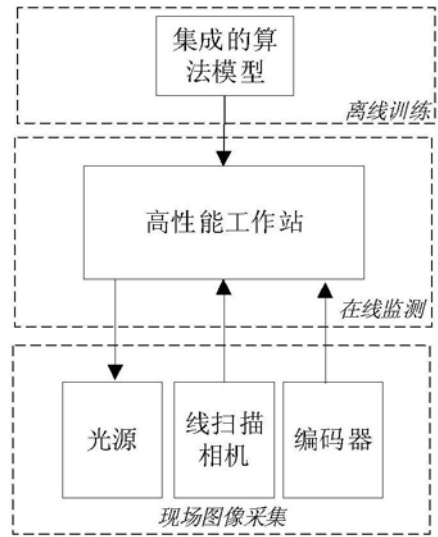 集成的算
法模型
离线训练
高性能工作站
在线监测
光源
线扫描
相机
编码器
现场图像采集